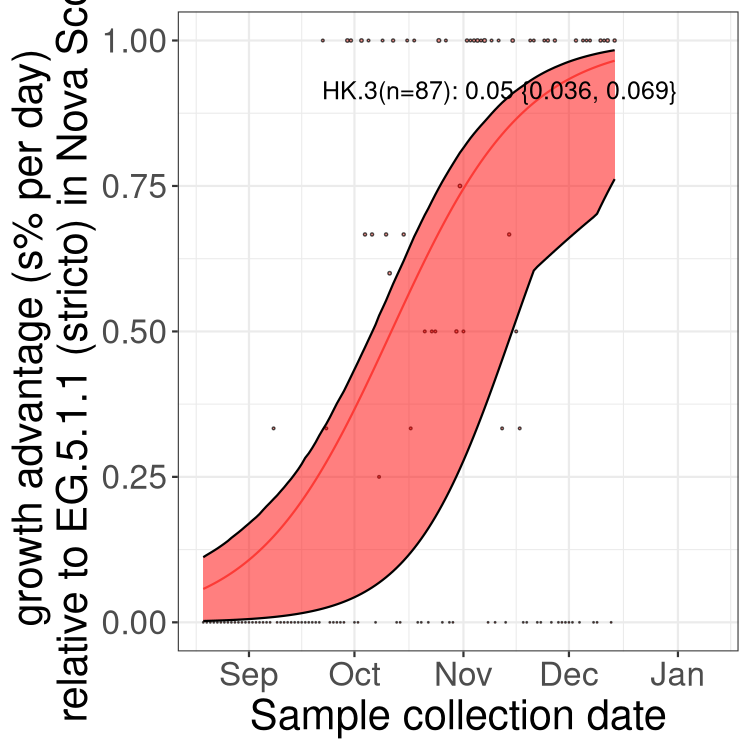 growth advantage (s% per day)
relative to EG.5.1.1 (stricto) in Nova
1.00
0.75
0.50
0.25
0.00
HK.3(n=87): 0.05 {0.036, 0.069}
Sep Oct Nov Dec Jan
Sample collection date